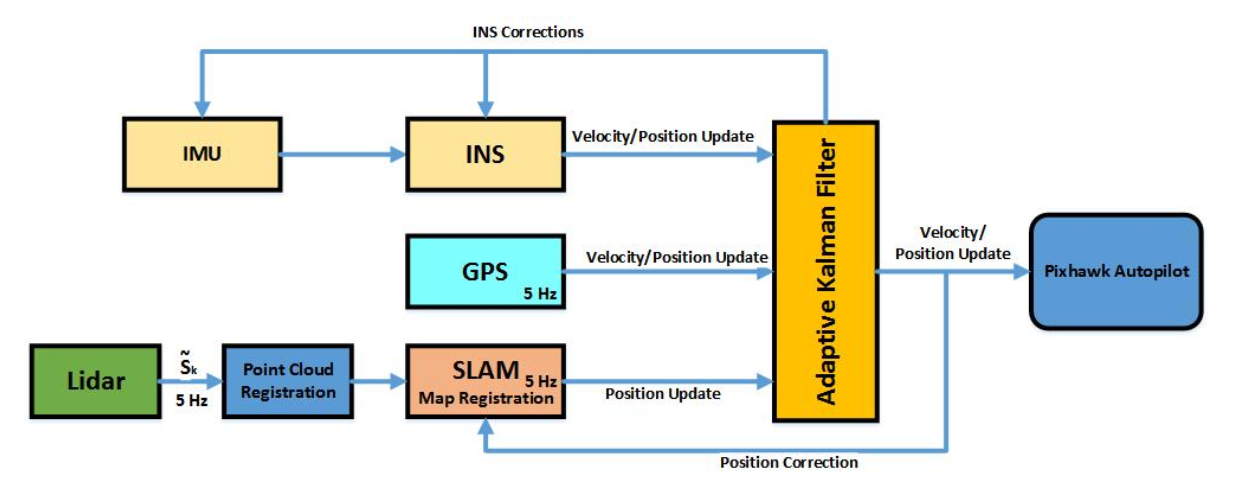 INS Corrections
IMU
INS
Velocity/Position Update
Adaptive Kalman Filter
GPS
5 Hz
Velocity/Position Update
Velocity/
Position Update
Pixhawk Autopilot
Lidar
S̃k
5 Hz
Point Cloud
Registration
SLAM
5 Hz
Map Registration
Position Update
Position Correction